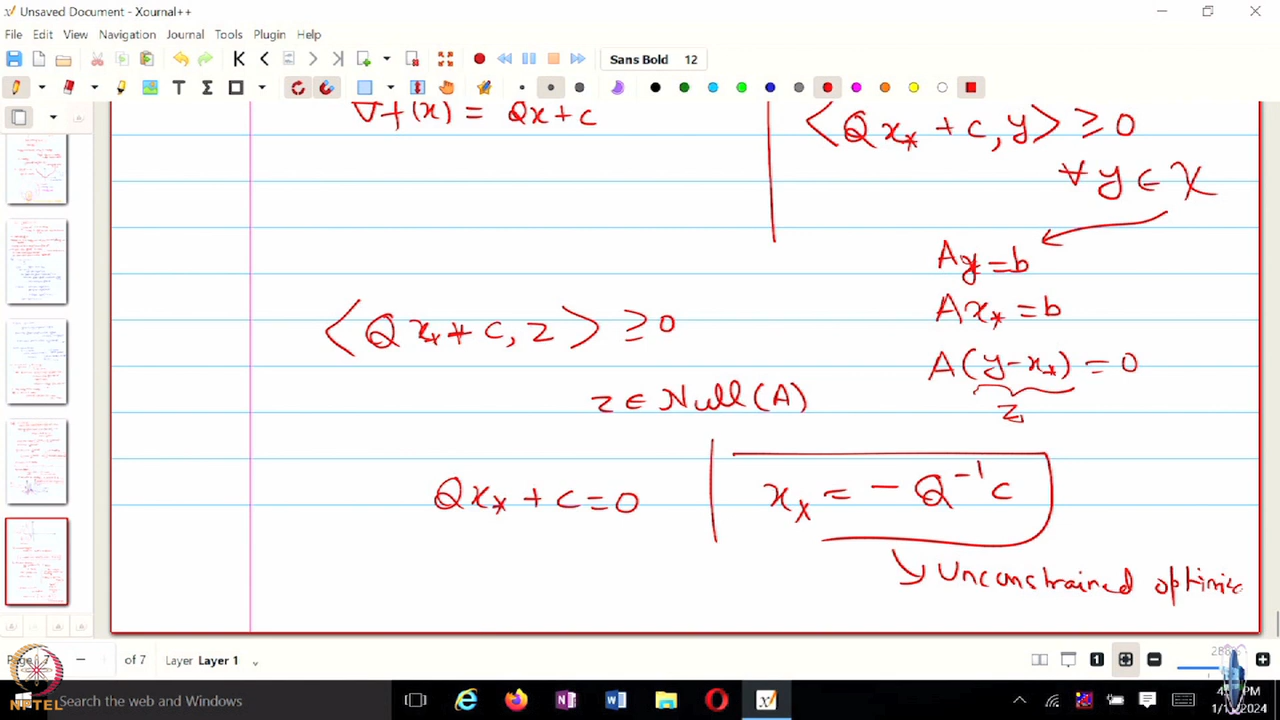 Unsaved Document - Xournal++
File Edit View Navigation Journal Tools Plugin Help
Sans Bold 12
∇f(x) = Qx+c
⟨Qx* + c, y⟩ ≥ 0
∀ y ∈ X
Ay = b
Ax* = b
A(y-x*) = 0
z
⟨Qx* + c, z⟩ ≥ 0
z ∈ Null(A)
Qx* + c = 0
x* = - Q⁻¹ c
Unconstrained optimiz
of 7 Layer Layer 1
Search the web and Windows
NPTEL